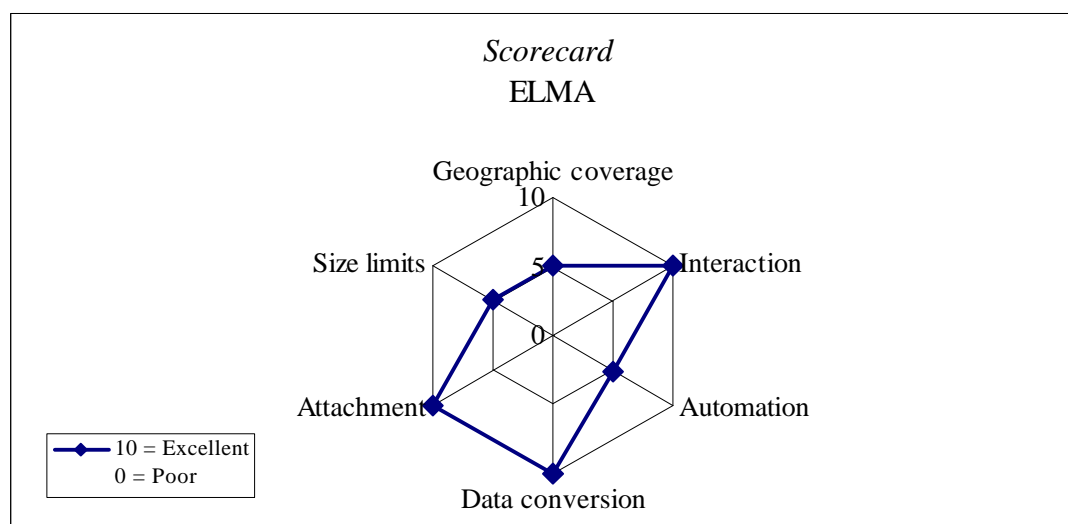 Scorecard
ELMA
Geographic coverage
10
Size limits
5
Interaction
0
Attachment
Automation
10 = Excellent
0 = Poor
Data conversion